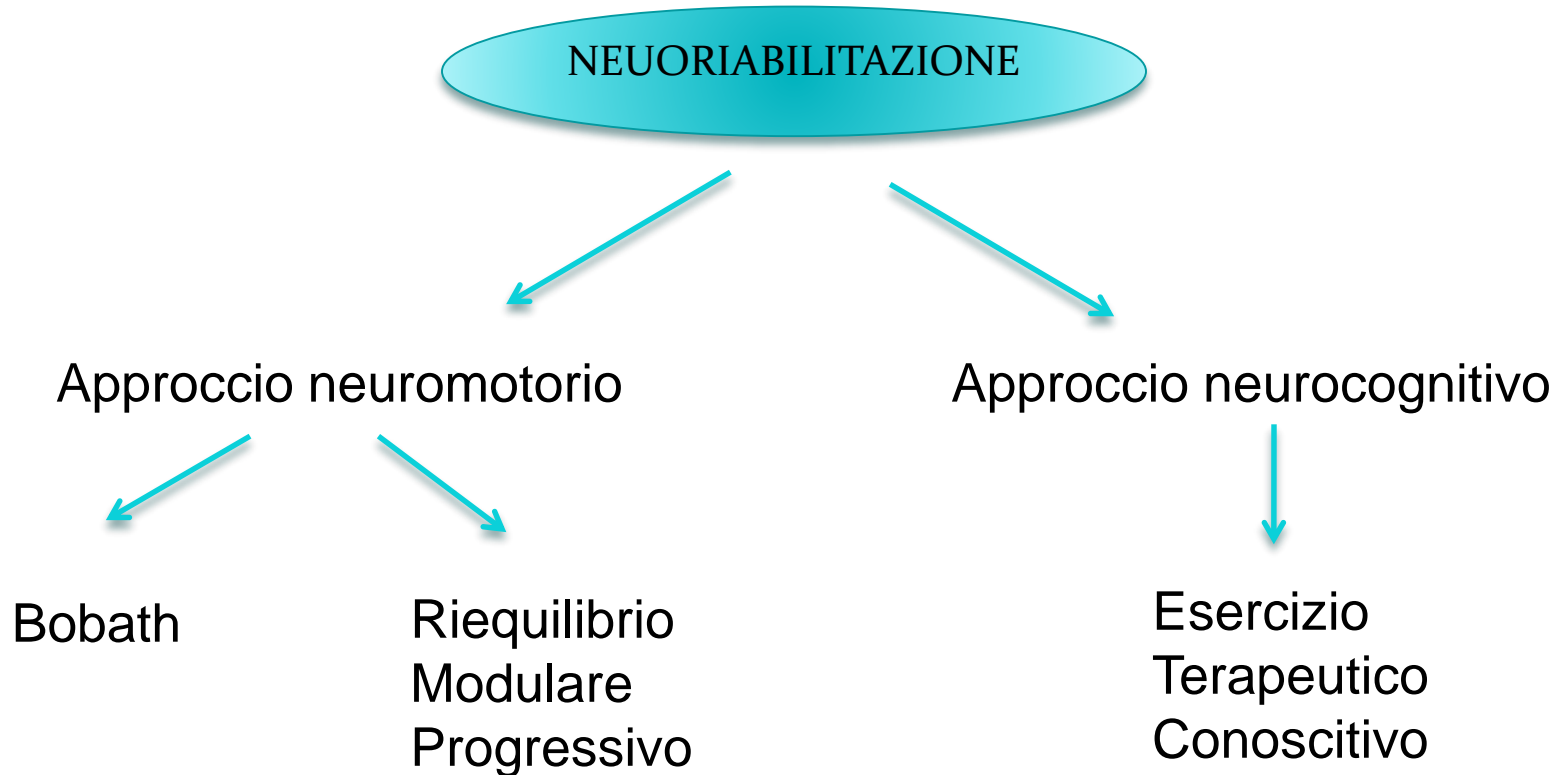 NEUORIABILITAZIONE
Approccio neuromotorio
Approccio neurocognitivo
Bobath
Riequilibrio
Modulare
Progressivo
Esercizio
Terapeutico
Conoscitivo